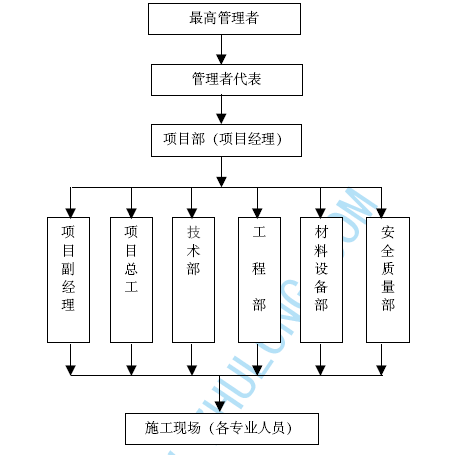 最高管理者
管理者代表
项目部（项目经理）
项目副经理
项目总工
技术部
工程部
材料设备部
安全质量部
施工现场（各专业人员）